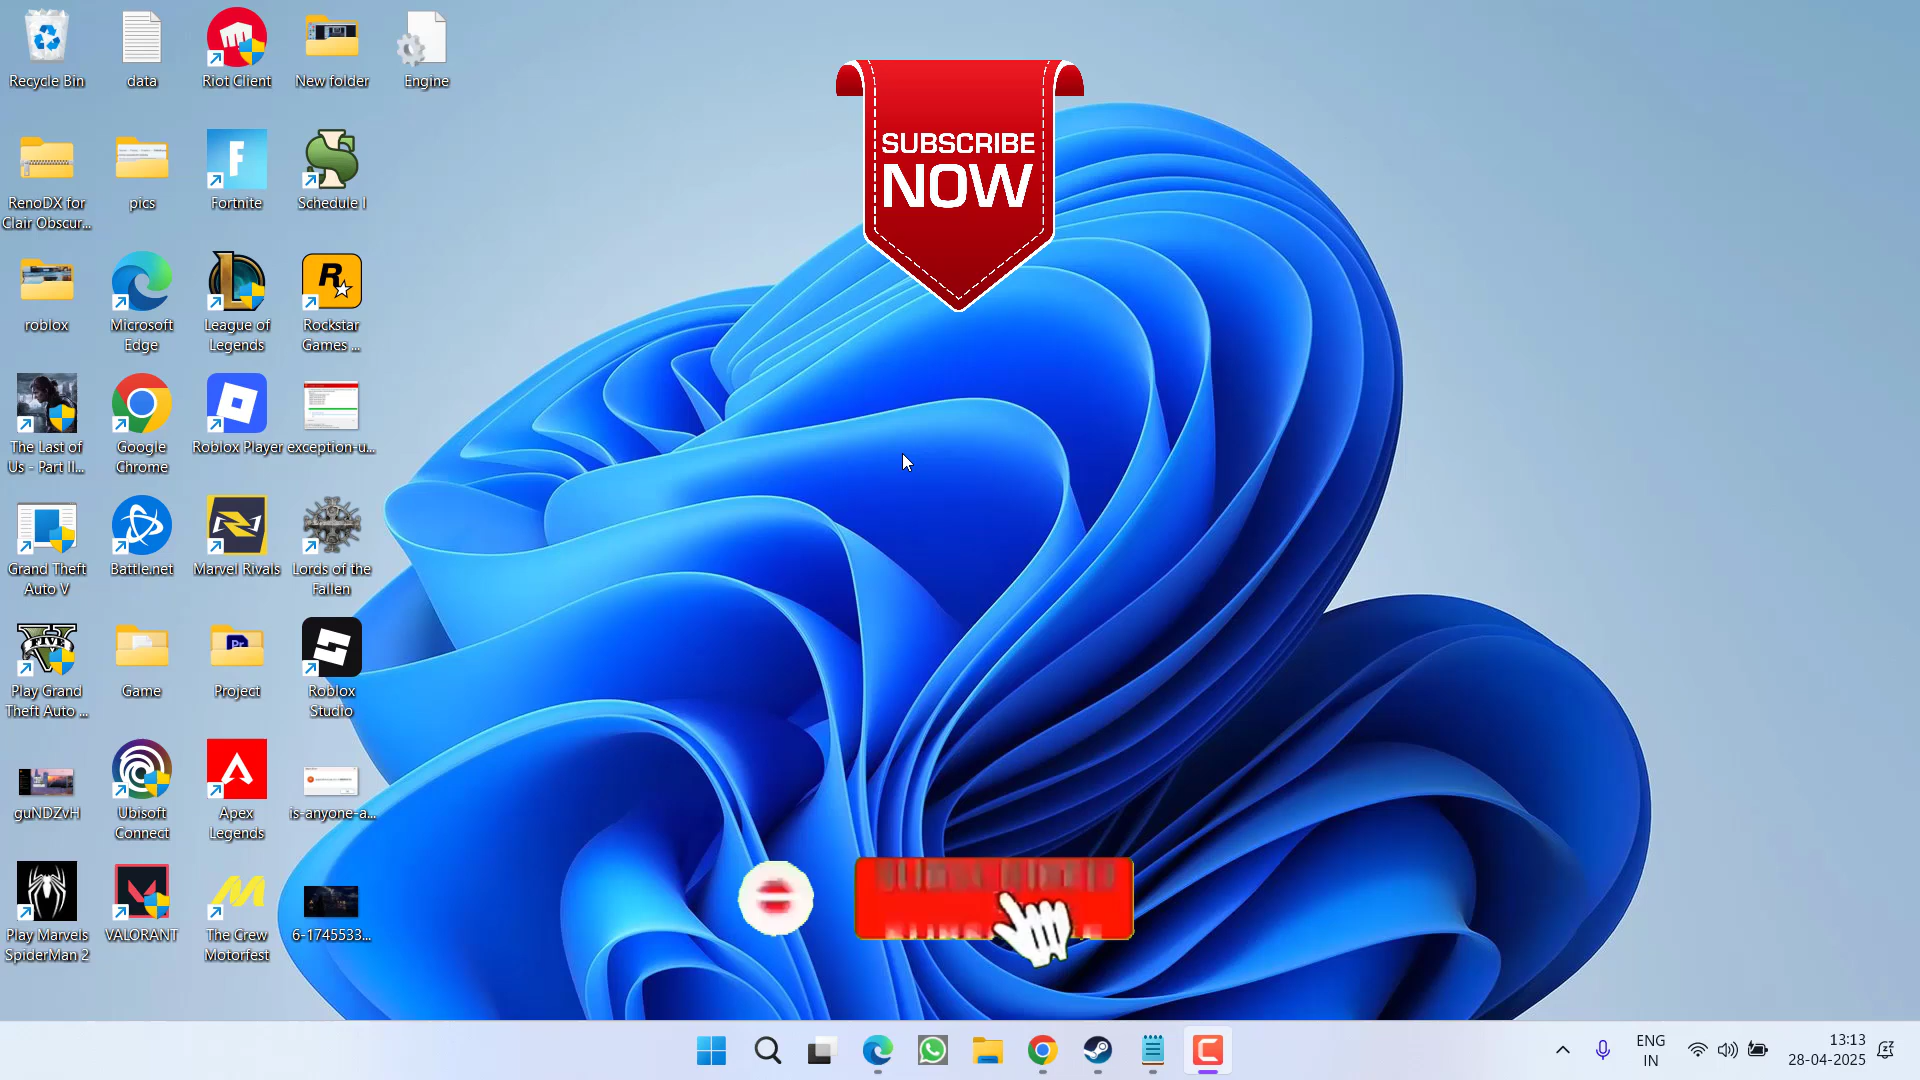 Recycle Bin
data
Riot Client
New folder
Engine
SUBSCRIBE
NOW
RenoDX for
Clair Obscur...
pics
Fortnite
Schedule I
roblox
Microsoft
Edge
League of
Legends
Rockstar
Games ...
The Last of
Us - Part II...
Google
Chrome
Roblox Player
exception-u...
Grand Theft
Auto V
Battle.net
Marvel Rivals
Lords of the
Fallen
Play Grand
Theft Auto ...
Game
Project
Roblox
Studio
guNDZvH
Ubisoft
Connect
Apex
Legends
is-anyone-a...
Play Marvels
SpiderMan 2
VALORANT
The Crew
Motorfest
6-1745533...
ENG
IN
13:13
28-04-2025